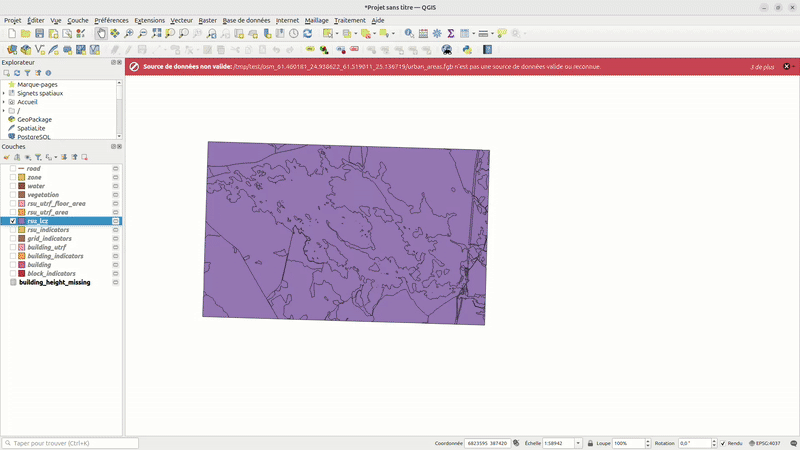 *Projet sans titre — QGIS
Projet Éditer Vue Couche Préférences Extensions Vecteur Raster Base de données Internet Maillage Traitement Aide
Explorateur
Marque-pages
Signets spatiaux
Accueil
/
GeoPackage
SpatiaLite
PostgreSQL
Source de données non valide: /tmp/test/osm_61.460181_24.938622_61.519011_25.136719/urban_areas.fgb n'est pas une source de données valide ou reconnue.
3 de plus
Couches
road
zone
water
vegetation
rsu_utrf_floor_area
rsu_utrf_area
rsu_lcz
rsu_indicators
grid_indicators
building_utrf
building_indicators
building
block_indicators
building_height_missing
Taper pour trouver (Ctrl+K)
Coordonnée 6823595 387420 Échelle 1:58942 Loupe 100% Rotation 0,0 ° Rendu EPSG:4037